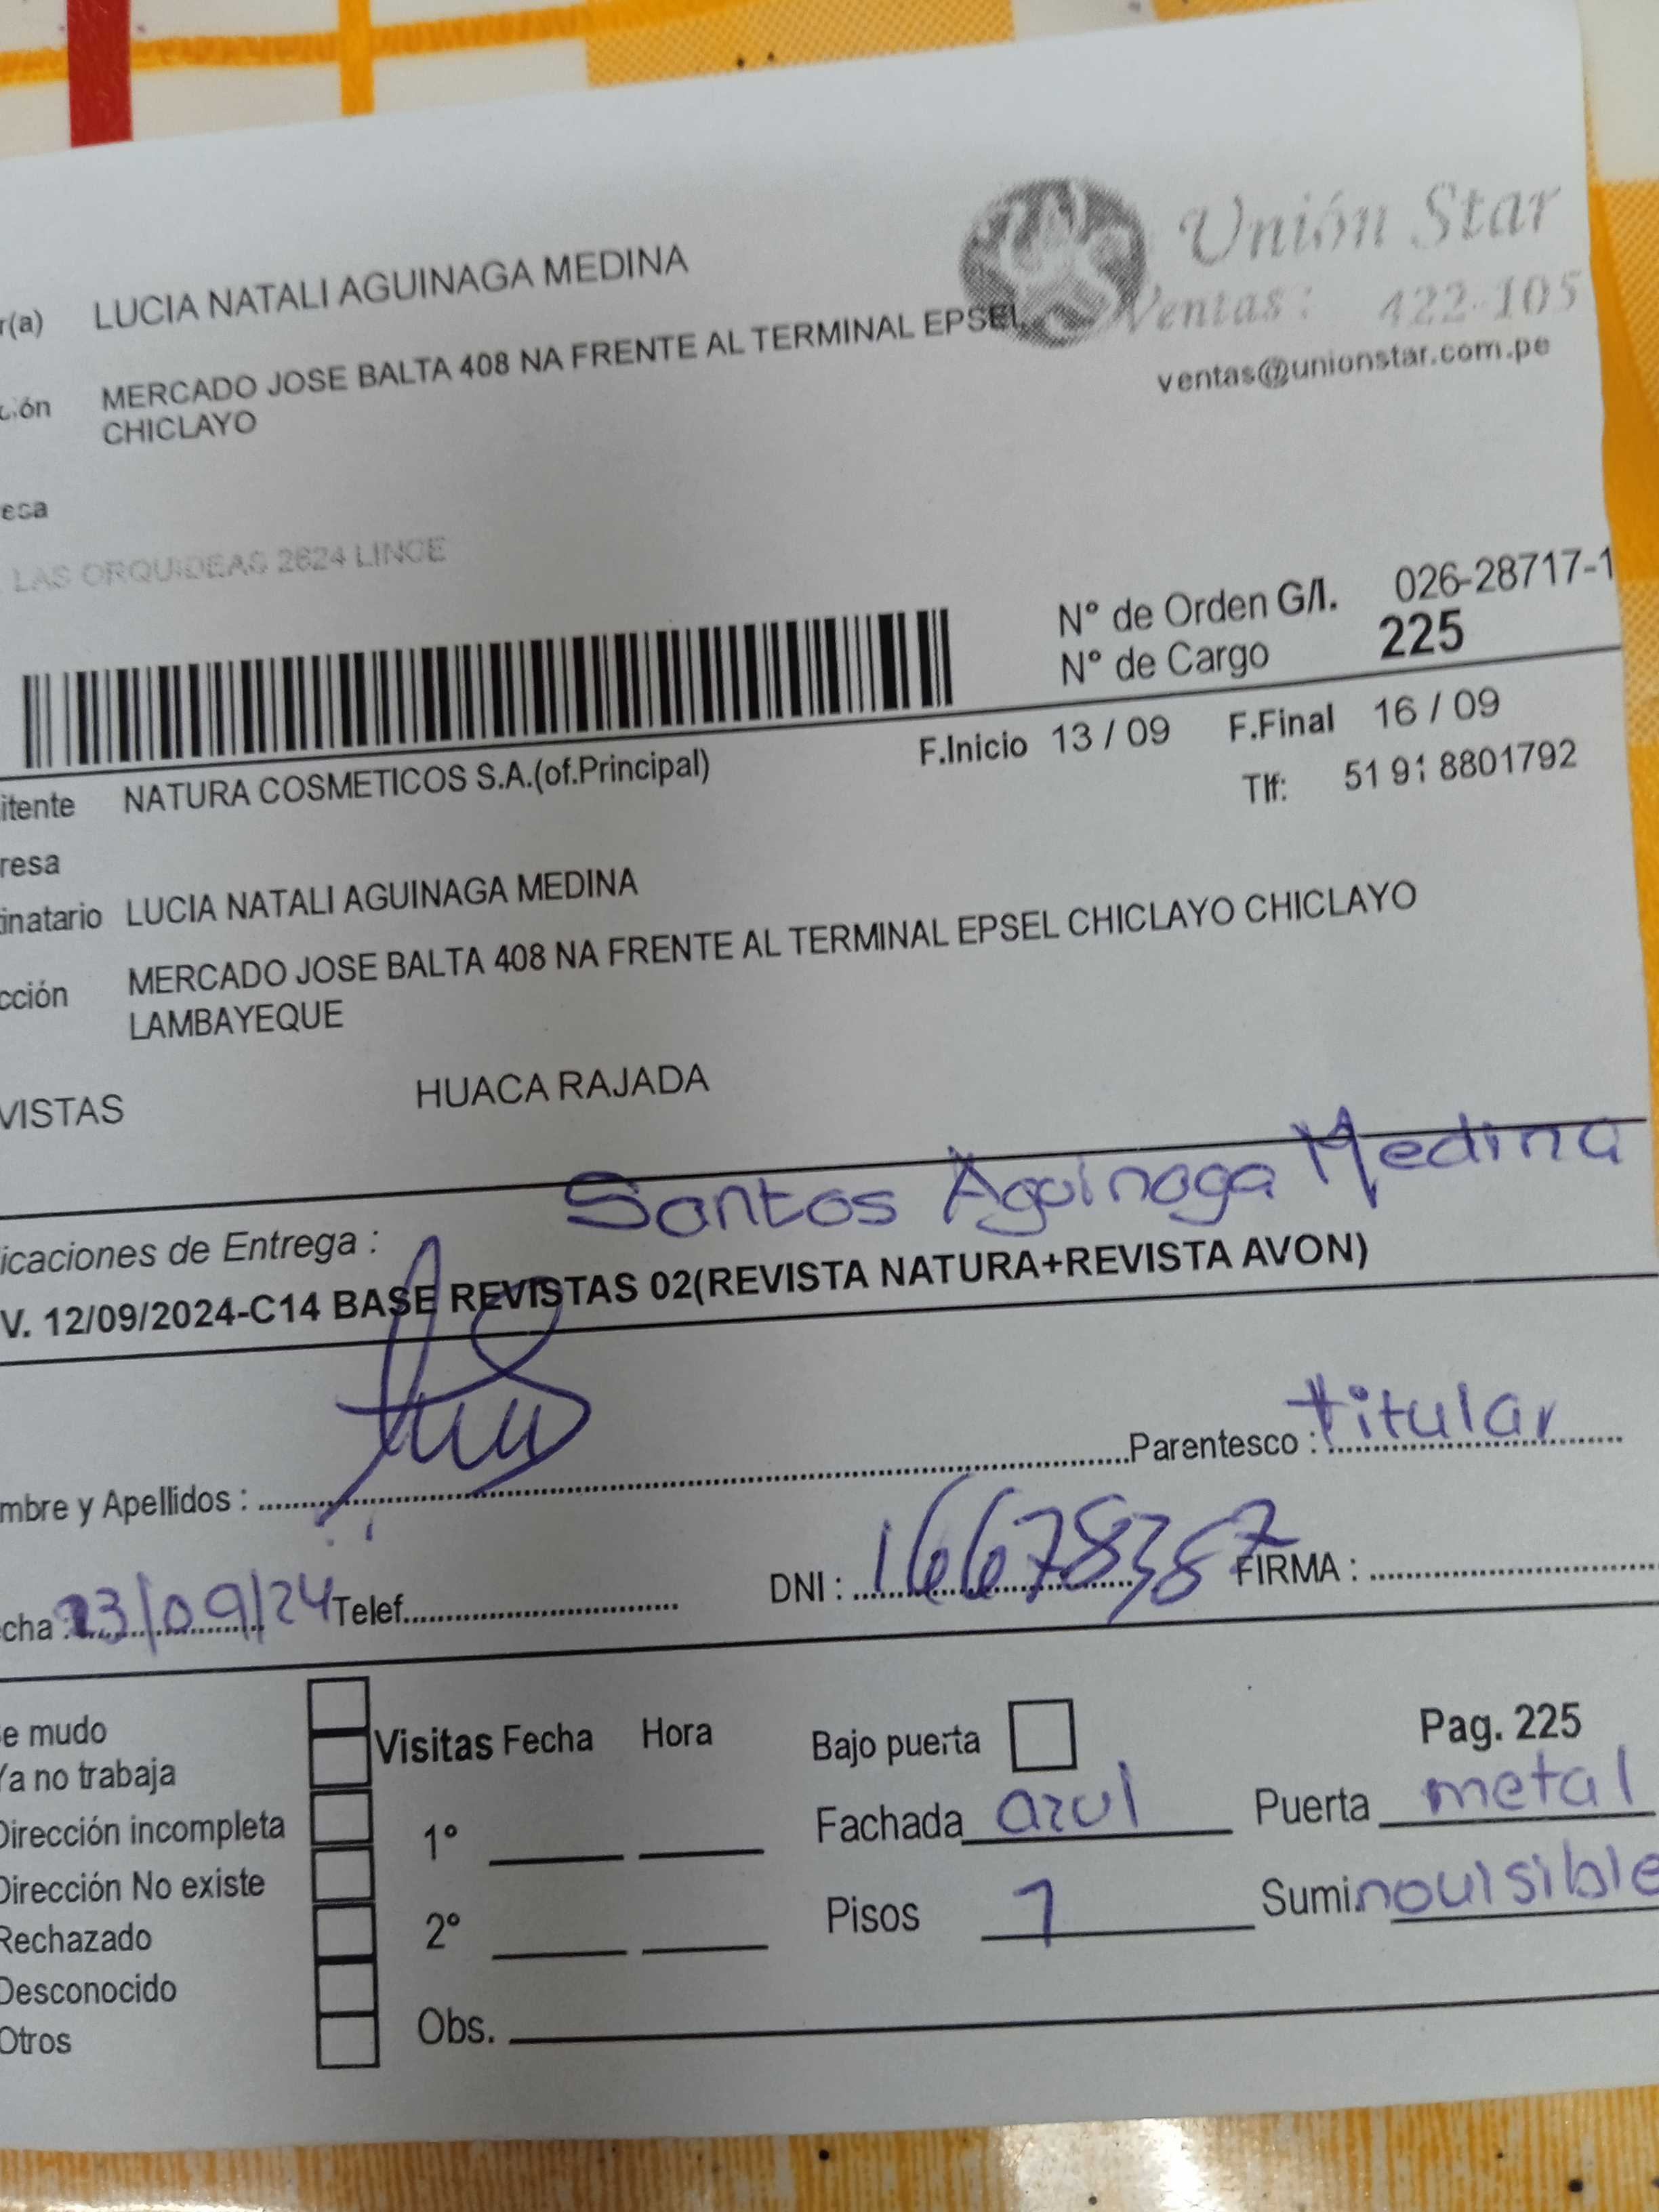 r(a) LUCIA NATALI AGUINAGA MEDINA
Unión Star
Ventas: 422-105
ventas@unionstar.com.pe
ción MERCADO JOSE BALTA 408 NA FRENTE AL TERMINAL EPSEL
CHICLAYO
esa
LAS ORQUIDEAS 2624 LINCE
N° de Orden G/I. 026-28717-1
N° de Cargo 225
F.Inicio 13 / 09 F.Final 16 / 09
itente NATURA COSMETICOS S.A.(of.Principal)
Tlf: 51 91 8801792
resa
inatario LUCIA NATALI AGUINAGA MEDINA
cción MERCADO JOSE BALTA 408 NA FRENTE AL TERMINAL EPSEL CHICLAYO CHICLAYO
LAMBAYEQUE
VISTAS HUACA RAJADA
Santos Aguinaga Medina
icaciones de Entrega :
V. 12/09/2024-C14 BASE REVISTAS 02(REVISTA NATURA+REVISTA AVON)
mbre y Apellidos : Parentesco : titular
cha : 13/09/24 Telef. DNI : 16678387 FIRMA :
e mudo
Ya no trabaja
Dirección incompleta
Dirección No existe
Rechazado
Desconocido
Otros
Visitas Fecha Hora
1°
2°
Obs.
Bajo puerta Pag. 225
Fachada azul Puerta metal
Pisos 1 Sumi. novisible